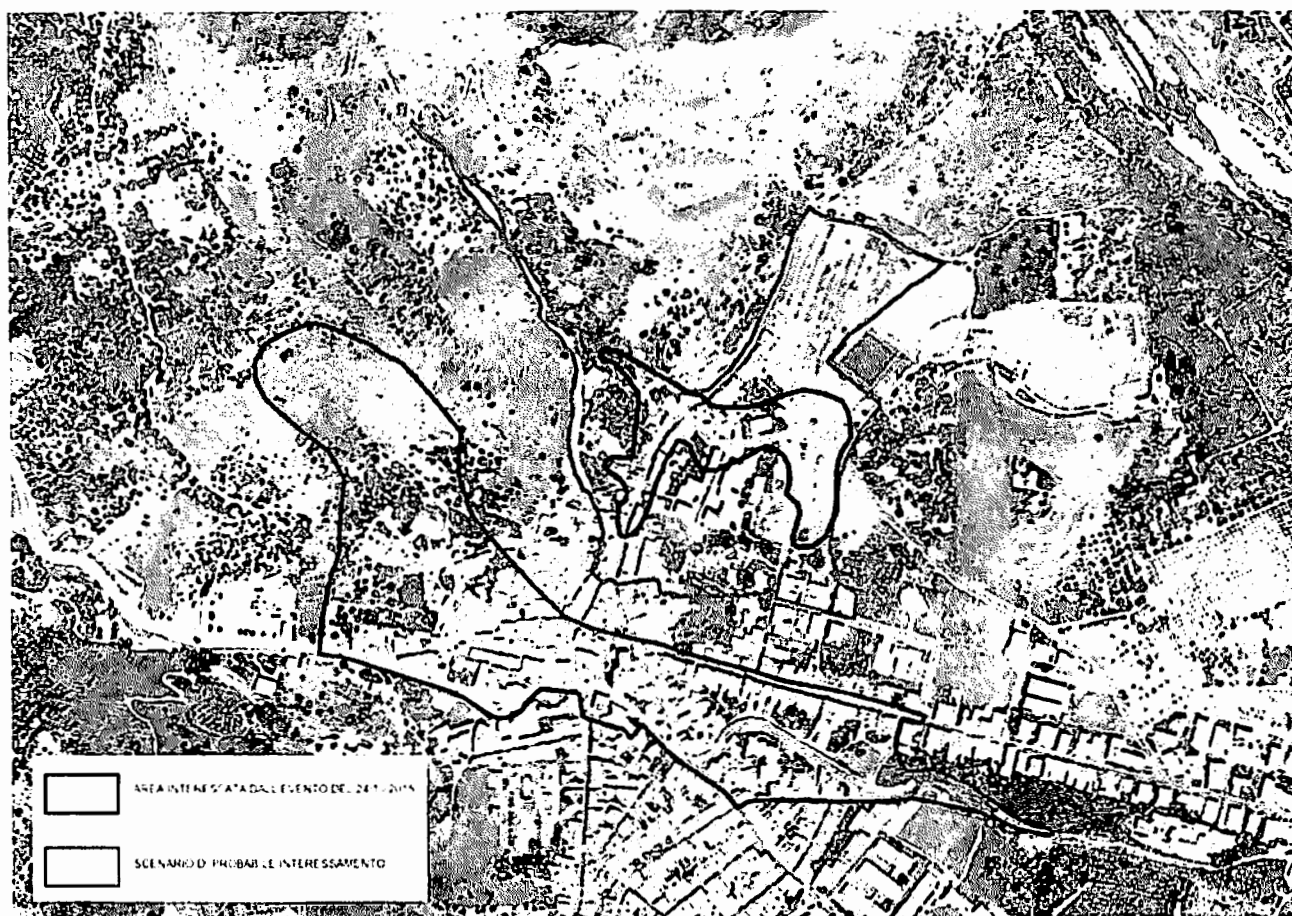 AREA INTERESSATA DALL'EVENTO DEL
SCENARIO DI PROBABILE INTERESSAMENTO